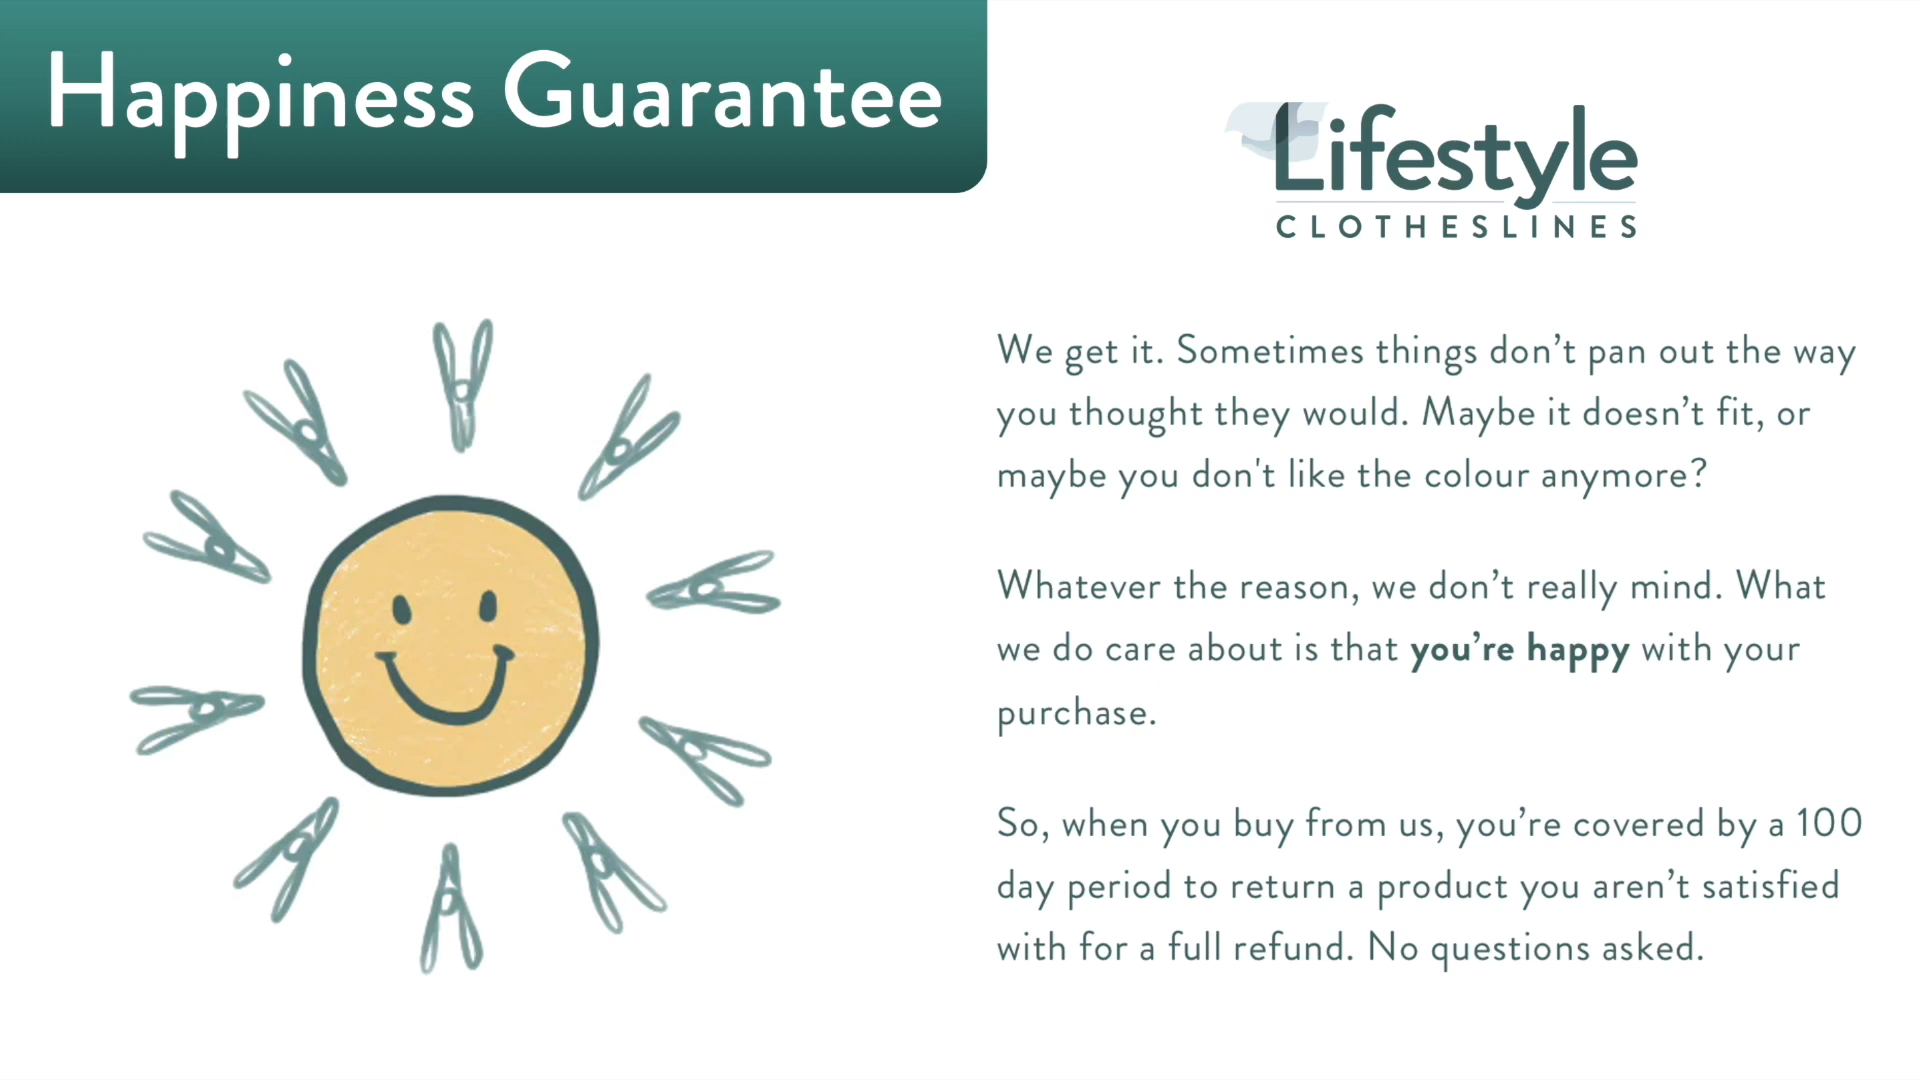 Happiness Guarantee
Lifestyle
CLOTHESLINES
We get it. Sometimes things don’t pan out the way
you thought they would. Maybe it doesn’t fit, or
maybe you don't like the colour anymore?
Whatever the reason, we don’t really mind. What
we do care about is that you’re happy with your
purchase.
So, when you buy from us, you’re covered by a 100
day period to return a product you aren’t satisfied
with for a full refund. No questions asked.